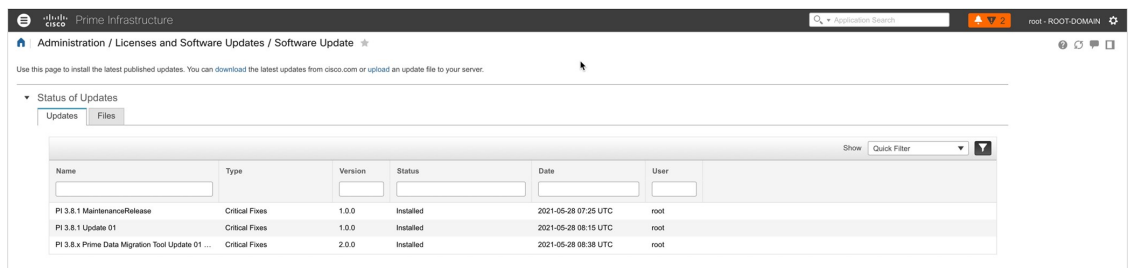 CISCO Prime Infrastructure Application Search 2 root - ROOT-DOMAIN
Administration / Licenses and Software Updates / Software Update
Use this page to install the latest published updates. You can download the latest updates from cisco.com or upload an update file to your server.
Status of Updates
Updates Files
Show Quick Filter
Name Type Version Status Date User
PI 3.8.1 MaintenanceRelease Critical Fixes 1.0.0 Installed 2021-05-28 07:25 UTC root
PI 3.8.1 Update 01 Critical Fixes 1.0.0 Installed 2021-05-28 08:15 UTC root
PI 3.8.x Prime Data Migration Tool Update 01 ... Critical Fixes 2.0.0 Installed 2021-05-28 08:38 UTC root